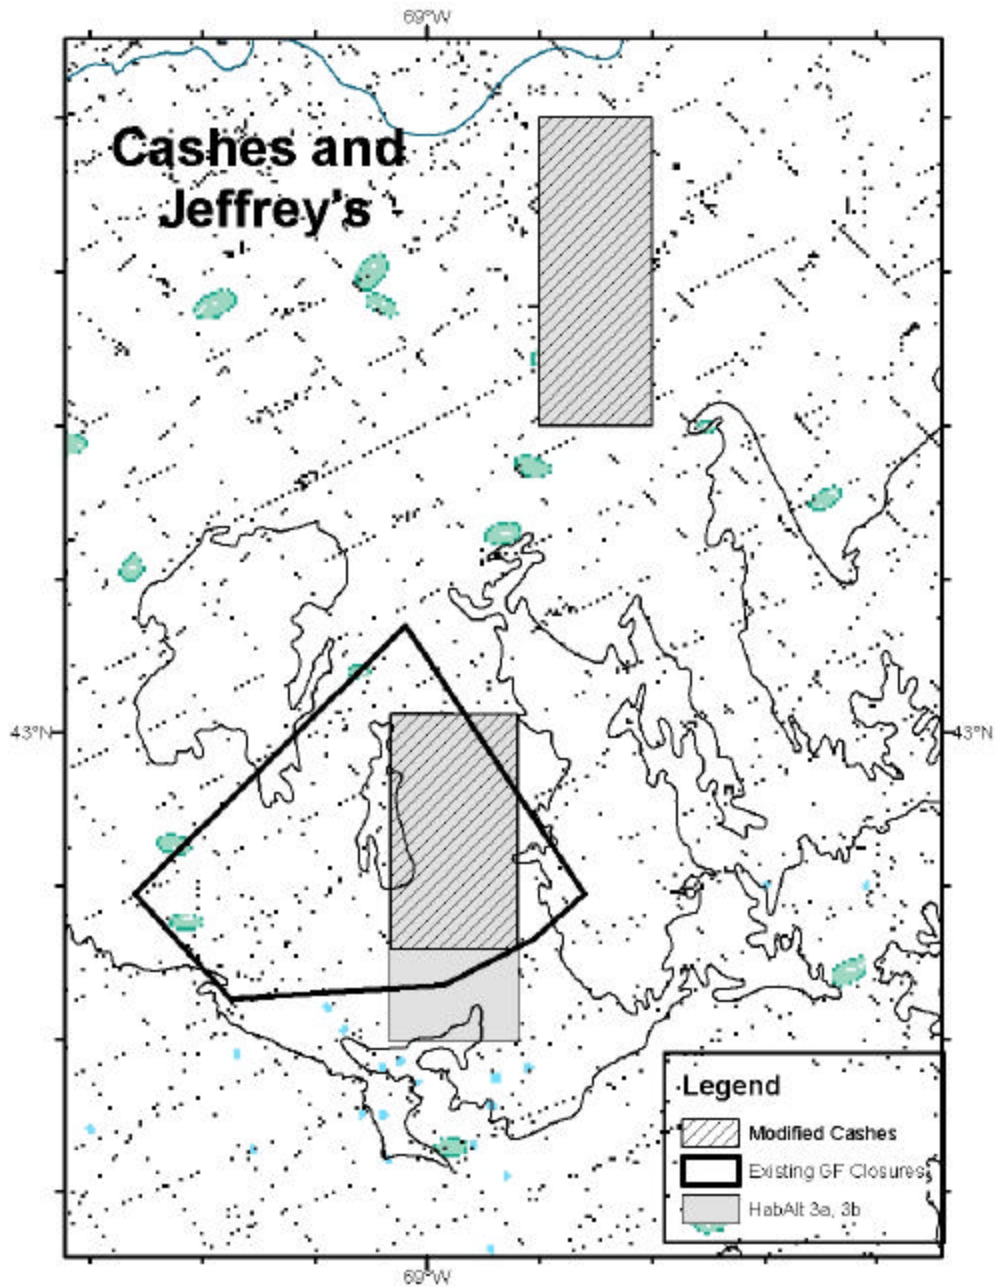 69°W
Cashes and
Jeffrey's
43°N
43°N
Legend
Modified Cashes
Existing GF Closures
HabAlt 3a, 3b
69°W